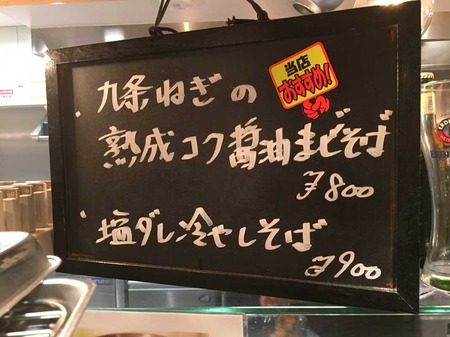 九条ねぎの
当店
おすすめ!
熟成コク醤油まぜそば
¥800
塩ダレ冷やしそば
¥900